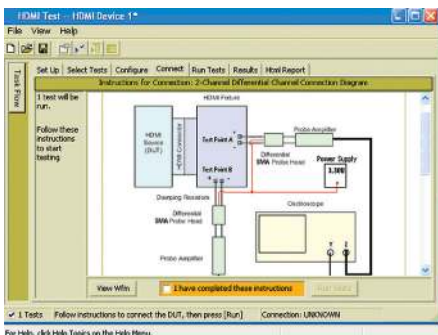 HDMI Test -- HDMI Device 1*
File View Help
Task Flow
Set Up Select Tests Configure Connect Run Tests Results Html Report
Instructions for Connection: 2-Channel Differential Channel Connection Diagram
1 test will be
run.
Follow these
instructions
to start
testing
HDMI Fixture
HDMI
Source
(DUT)
HDMI Connector
Test Point A
Probe Amplifier
Differential
SMA Probe Head
Power Supply
3.30V
Test Point B
Damping Resistors
Differential
SMA Probe Head
Oscilloscope
Probe Amplifier
View Wfm
I have completed these instructions
Run Tests
1 Tests Follow instructions to connect the DUT, then press [Run] Connection: UNKNOWN
For Help, click Help Topics on the Help Menu.